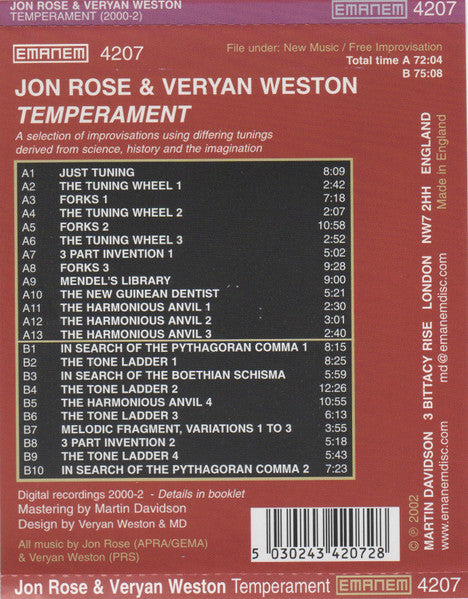 JON ROSE & VERYAN WESTON
TEMPERAMENT (2000-2)
EMANEM 4207
EMANEM 4207
File under: New Music / Free Improvisation
Total time A 72:04
B 75:08
JON ROSE & VERYAN WESTON
TEMPERAMENT
A selection of improvisations using differing tunings
derived from science, history and the imagination
A1 JUST TUNING 8:09
A2 THE TUNING WHEEL 1 2:42
A3 FORKS 1 7:18
A4 THE TUNING WHEEL 2 2:07
A5 FORKS 2 10:58
A6 THE TUNING WHEEL 3 2:52
A7 3 PART INVENTION 1 5:02
A8 FORKS 3 9:28
A9 MENDEL'S LIBRARY 9:00
A10 THE NEW GUINEAN DENTIST 5:21
A11 THE HARMONIOUS ANVIL 1 2:30
A12 THE HARMONIOUS ANVIL 2 3:01
A13 THE HARMONIOUS ANVIL 3 2:40
B1 IN SEARCH OF THE PYTHAGORAN COMMA 1 8:15
B2 THE TONE LADDER 1 8:25
B3 IN SEARCH OF THE BOETHIAN SCHISMA 5:59
B4 THE TONE LADDER 2 12:26
B5 THE HARMONIOUS ANVIL 4 10:55
B6 THE TONE LADDER 3 6:13
B7 MELODIC FRAGMENT, VARIATIONS 1 TO 3 3:55
B8 3 PART INVENTION 2 5:18
B9 THE TONE LADDER 4 5:43
B10 IN SEARCH OF THE PYTHAGORAN COMMA 2 7:23
Digital recordings 2000-2 - Details in booklet
Mastering by Martin Davidson
Design by Veryan Weston & MD
All music by Jon Rose (APRA/GEMA)
& Veryan Weston (PRS)
5 030243 420728
© ℗ 2002
MARTIN DAVIDSON 3 BITTACY RISE LONDON NW7 2HH ENGLAND
www.emanemdisc.com md@emanemdisc.com Made in England
Jon Rose & Veryan Weston Temperament EMANEM 4207